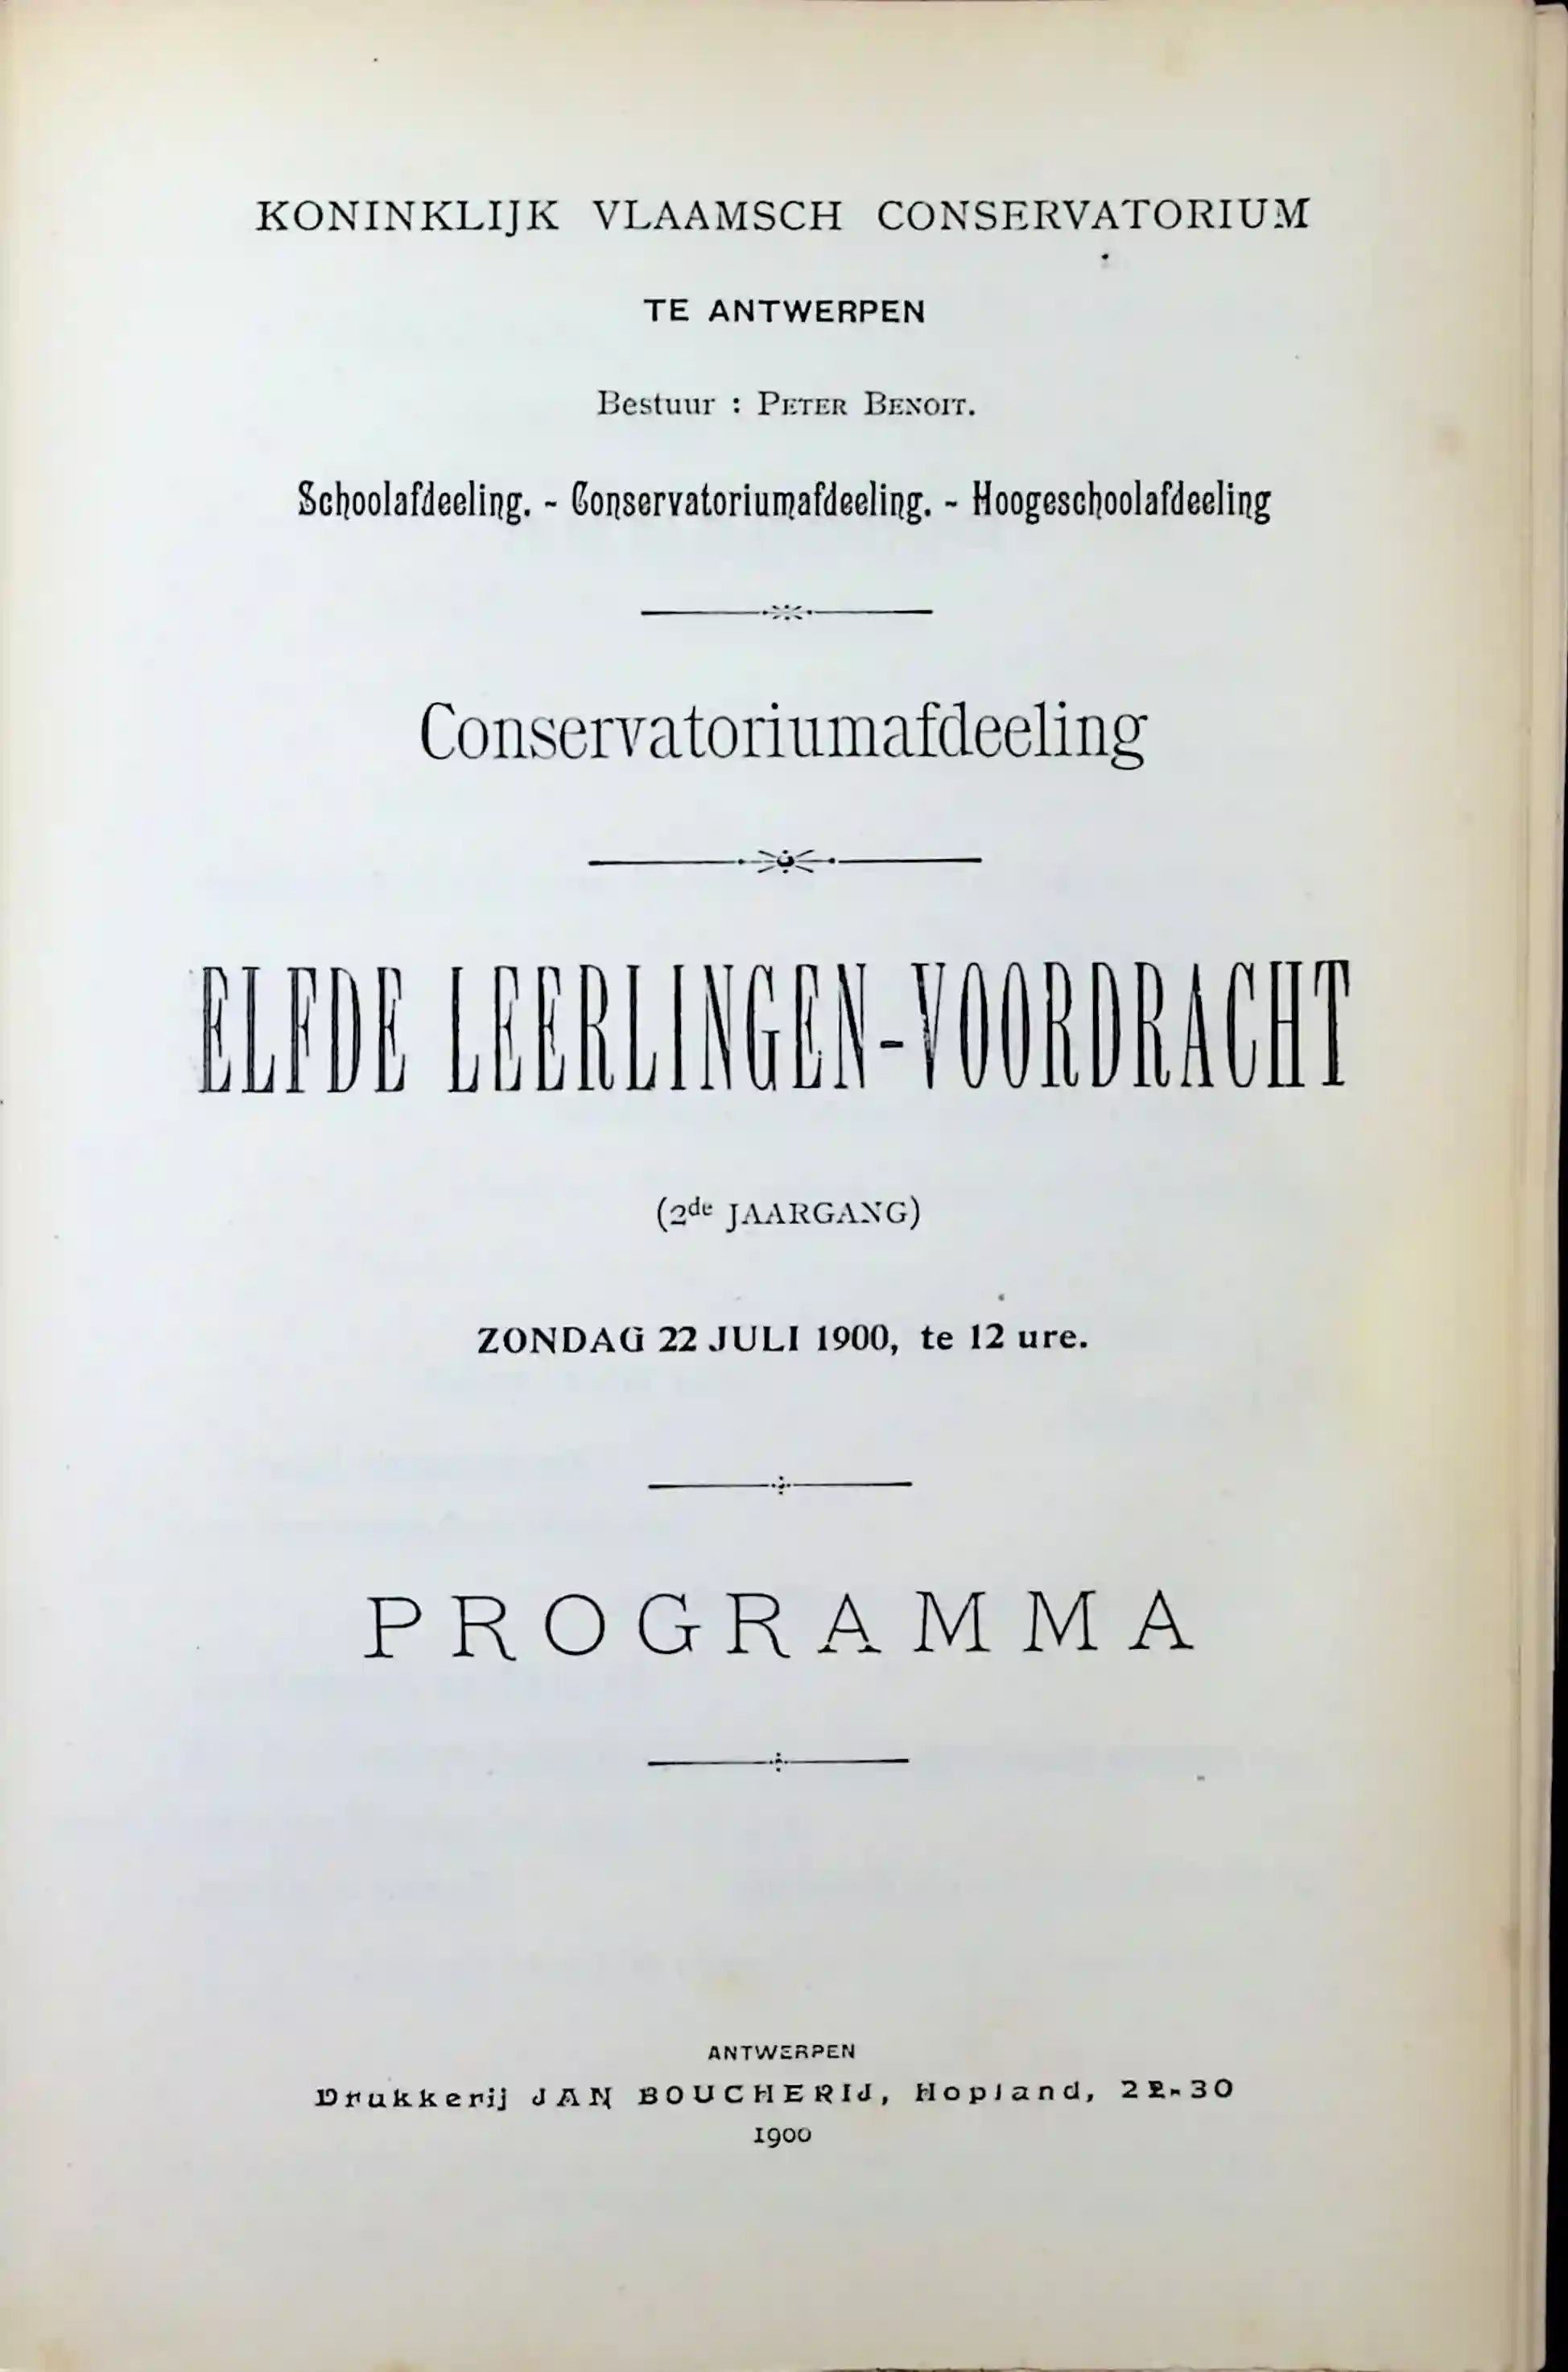 KONINKLIJK VLAAMSCH CONSERVATORIUM
TE ANTWERPEN
Bestuur : PETER BENOIT.
Schoolafdeeling. - Conservatoriumafdeeling. - Hoogeschoolafdeeling
Conservatoriumafdeeling
ELFDE LEERLINGEN-VOORDRACHT
(2de JAARGANG)
ZONDAG 22 JULI 1900, te 12 ure.
PROGRAMMA
ANTWERPEN
Drukkerij JAN BOUCHERIJ, Hopland, 22-30
1900